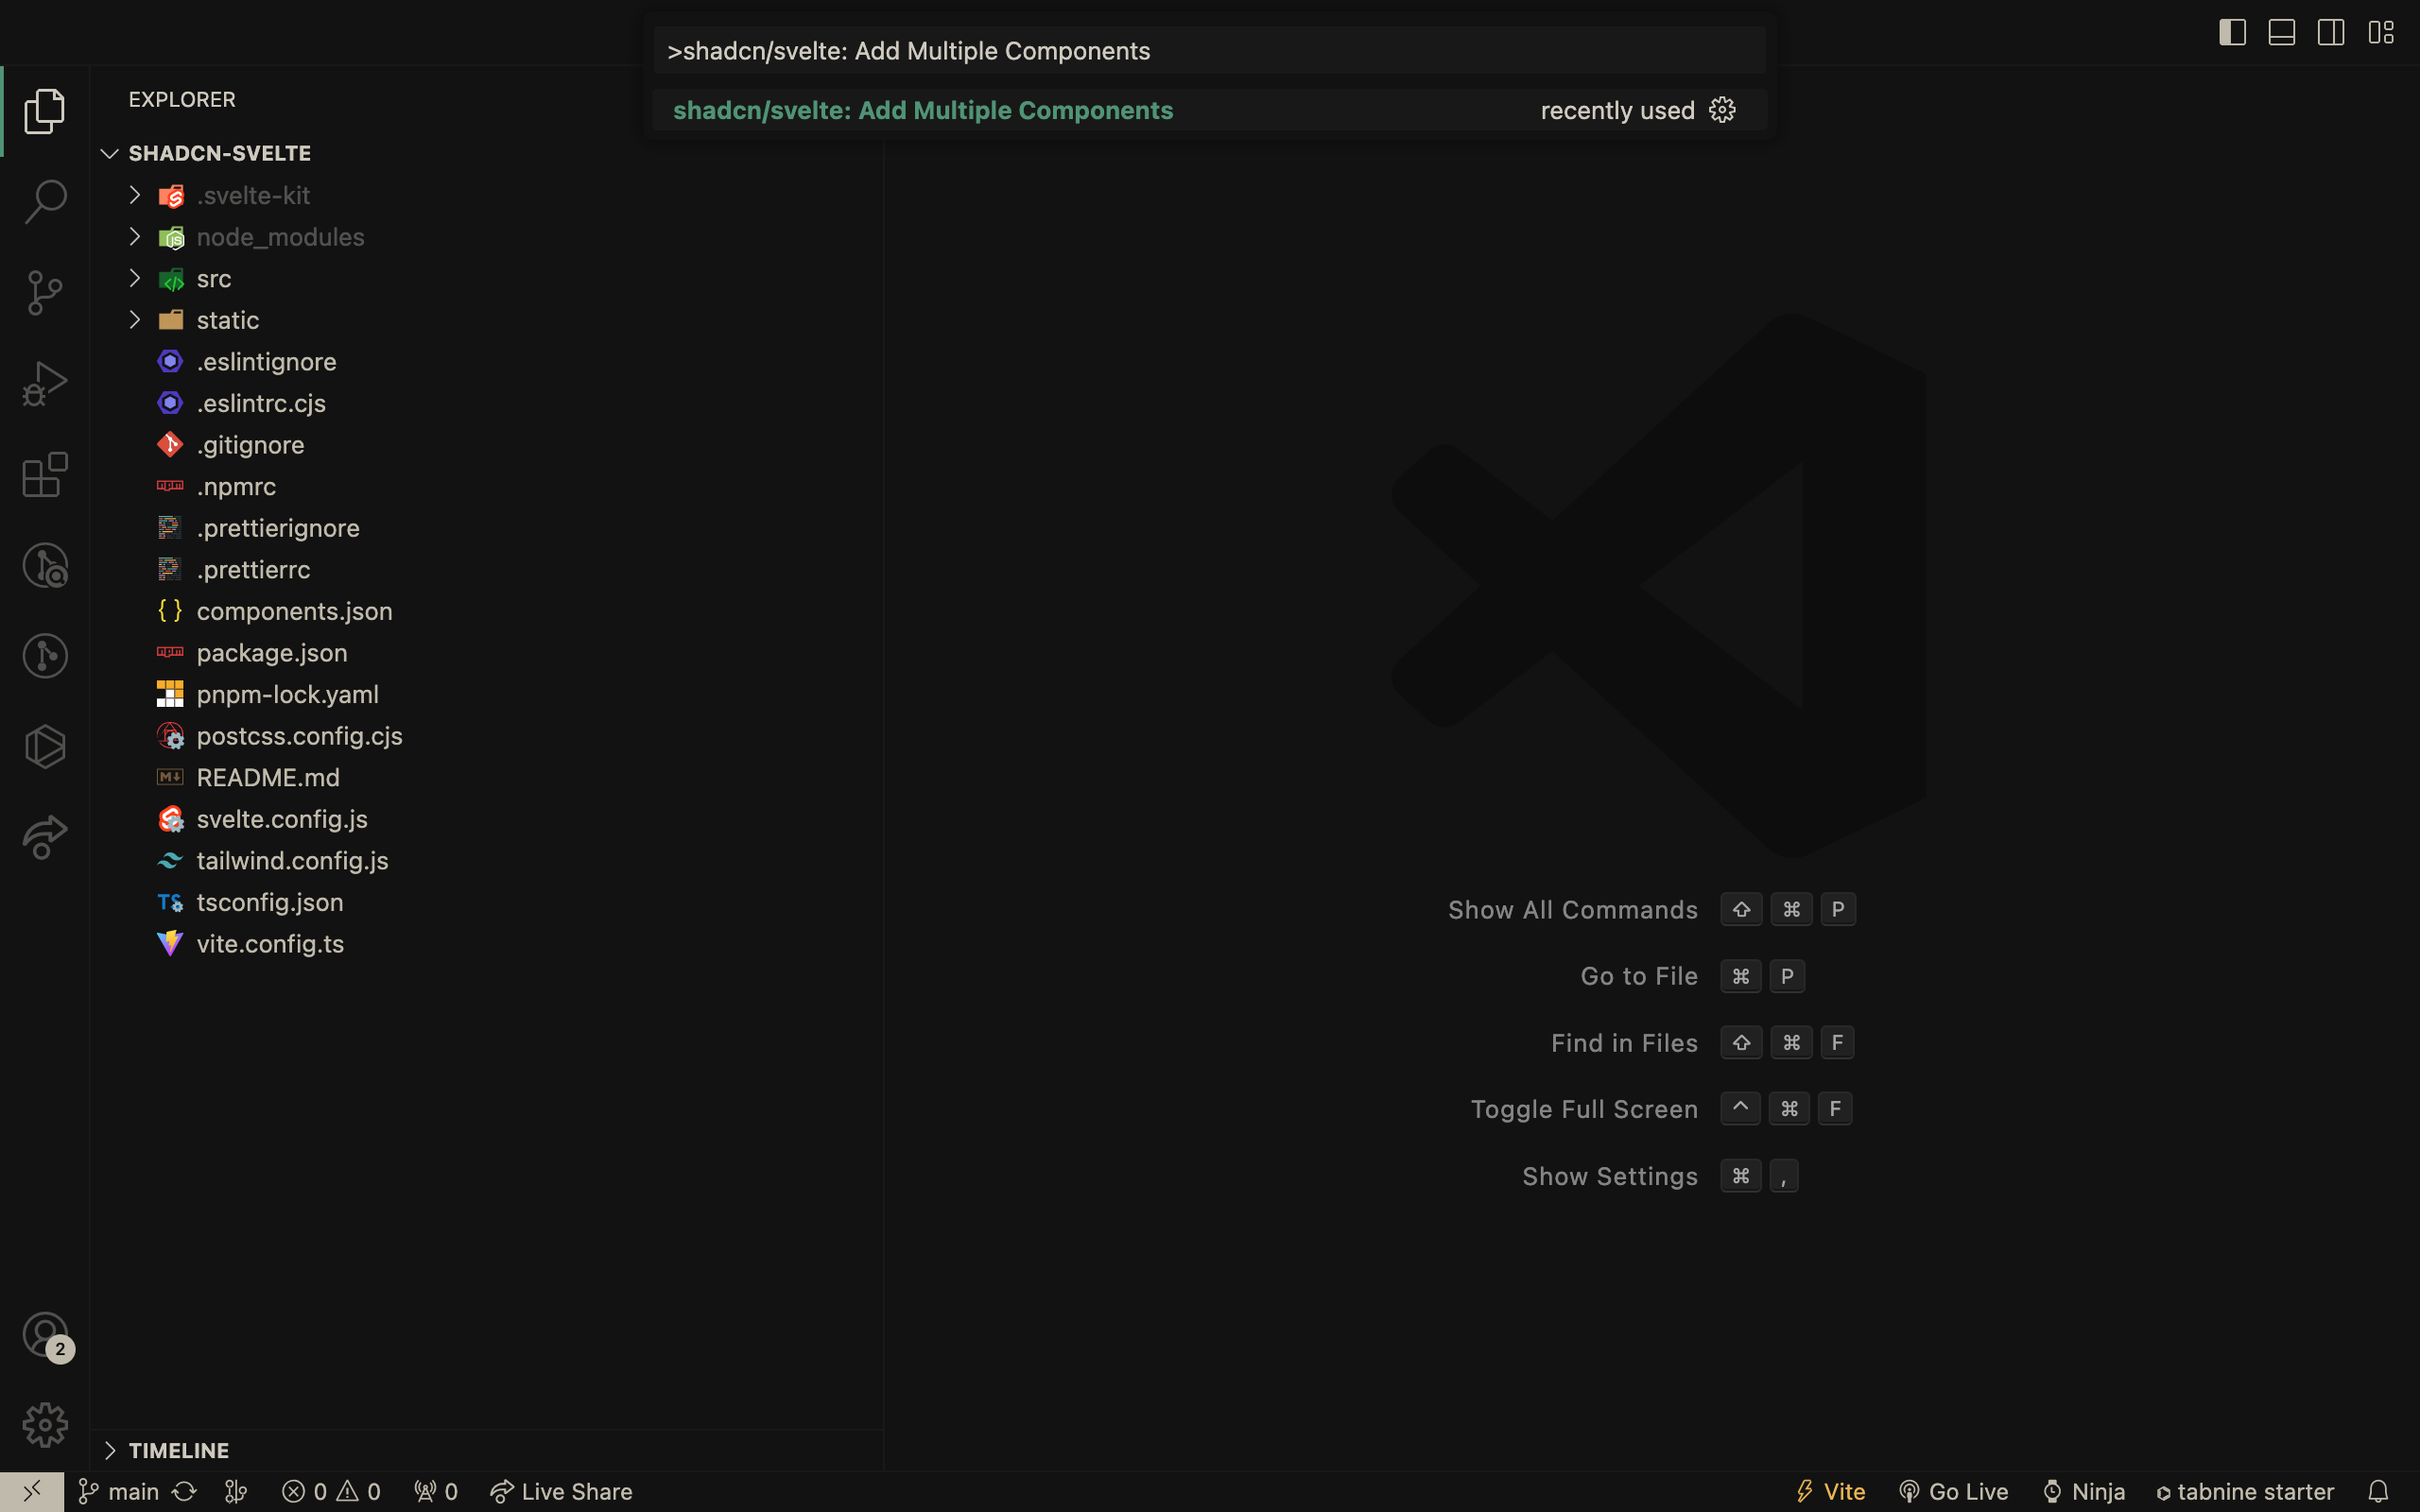 >shadcn/svelte: Add Multiple Components
shadcn/svelte: Add Multiple Components recently used
EXPLORER
SHADCN-SVELTE
.svelte-kit
node_modules
src
static
.eslintignore
.eslintrc.cjs
.gitignore
.npmrc
.prettierignore
.prettierrc
components.json
package.json
pnpm-lock.yaml
postcss.config.cjs
README.md
svelte.config.js
tailwind.config.js
tsconfig.json
vite.config.ts
Show All Commands ⇧ ⌘ P
Go to File ⌘ P
Find in Files ⇧ ⌘ F
Toggle Full Screen ^ ⌘ F
Show Settings ⌘ ,
2
TIMELINE
main 0 0 0 Live Share Vite Go Live Ninja tabnine starter